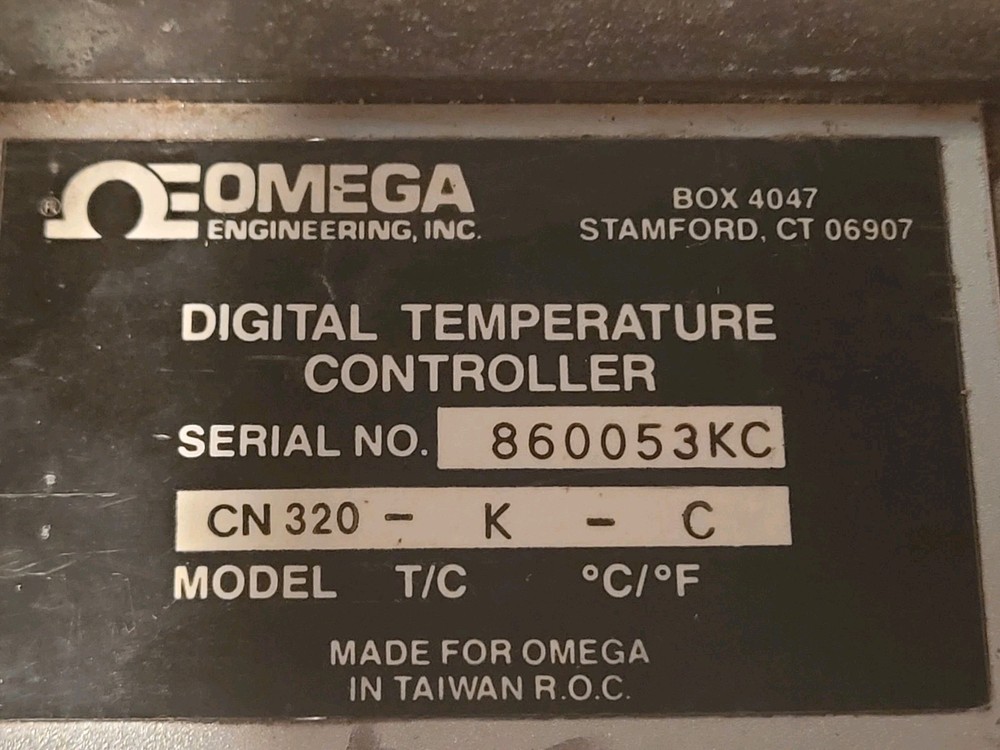 ® OMEGA
ENGINEERING, INC.
BOX 4047
STAMFORD, CT 06907
DIGITAL TEMPERATURE
CONTROLLER
SERIAL NO. 860053KC
CN 320 - K - C
MODEL T/C °C/°F
MADE FOR OMEGA
IN TAIWAN R.O.C.